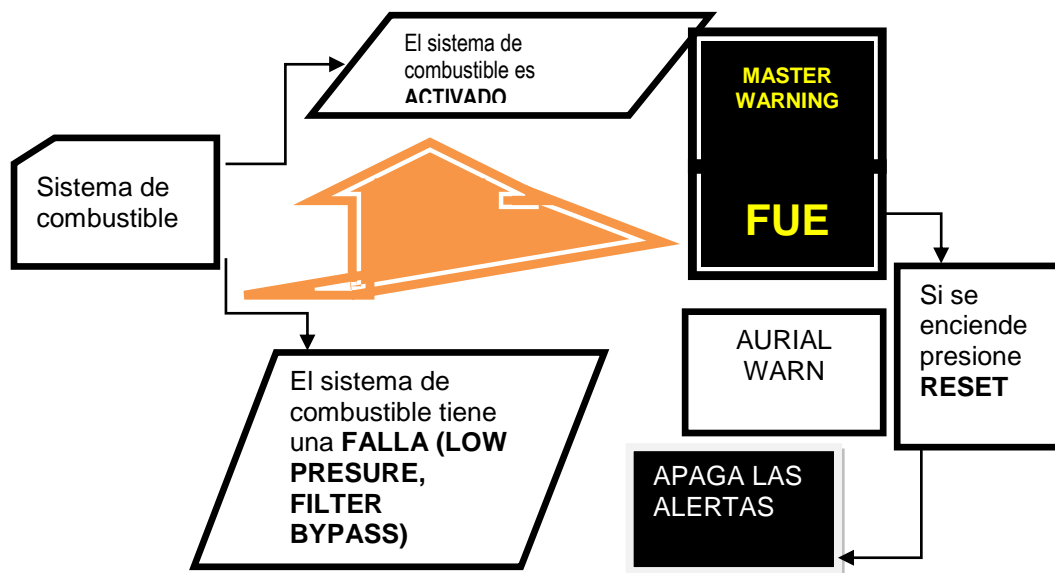 El sistema de
combustible es
ACTIVADO
MASTER
WARNING
Sistema de
combustible
FUE
Si se
enciende
presione
RESET
AURIAL
WARN
El sistema de
combustible tiene
una FALLA (LOW
PRESURE,
FILTER
BYPASS)
APAGA LAS
ALERTAS